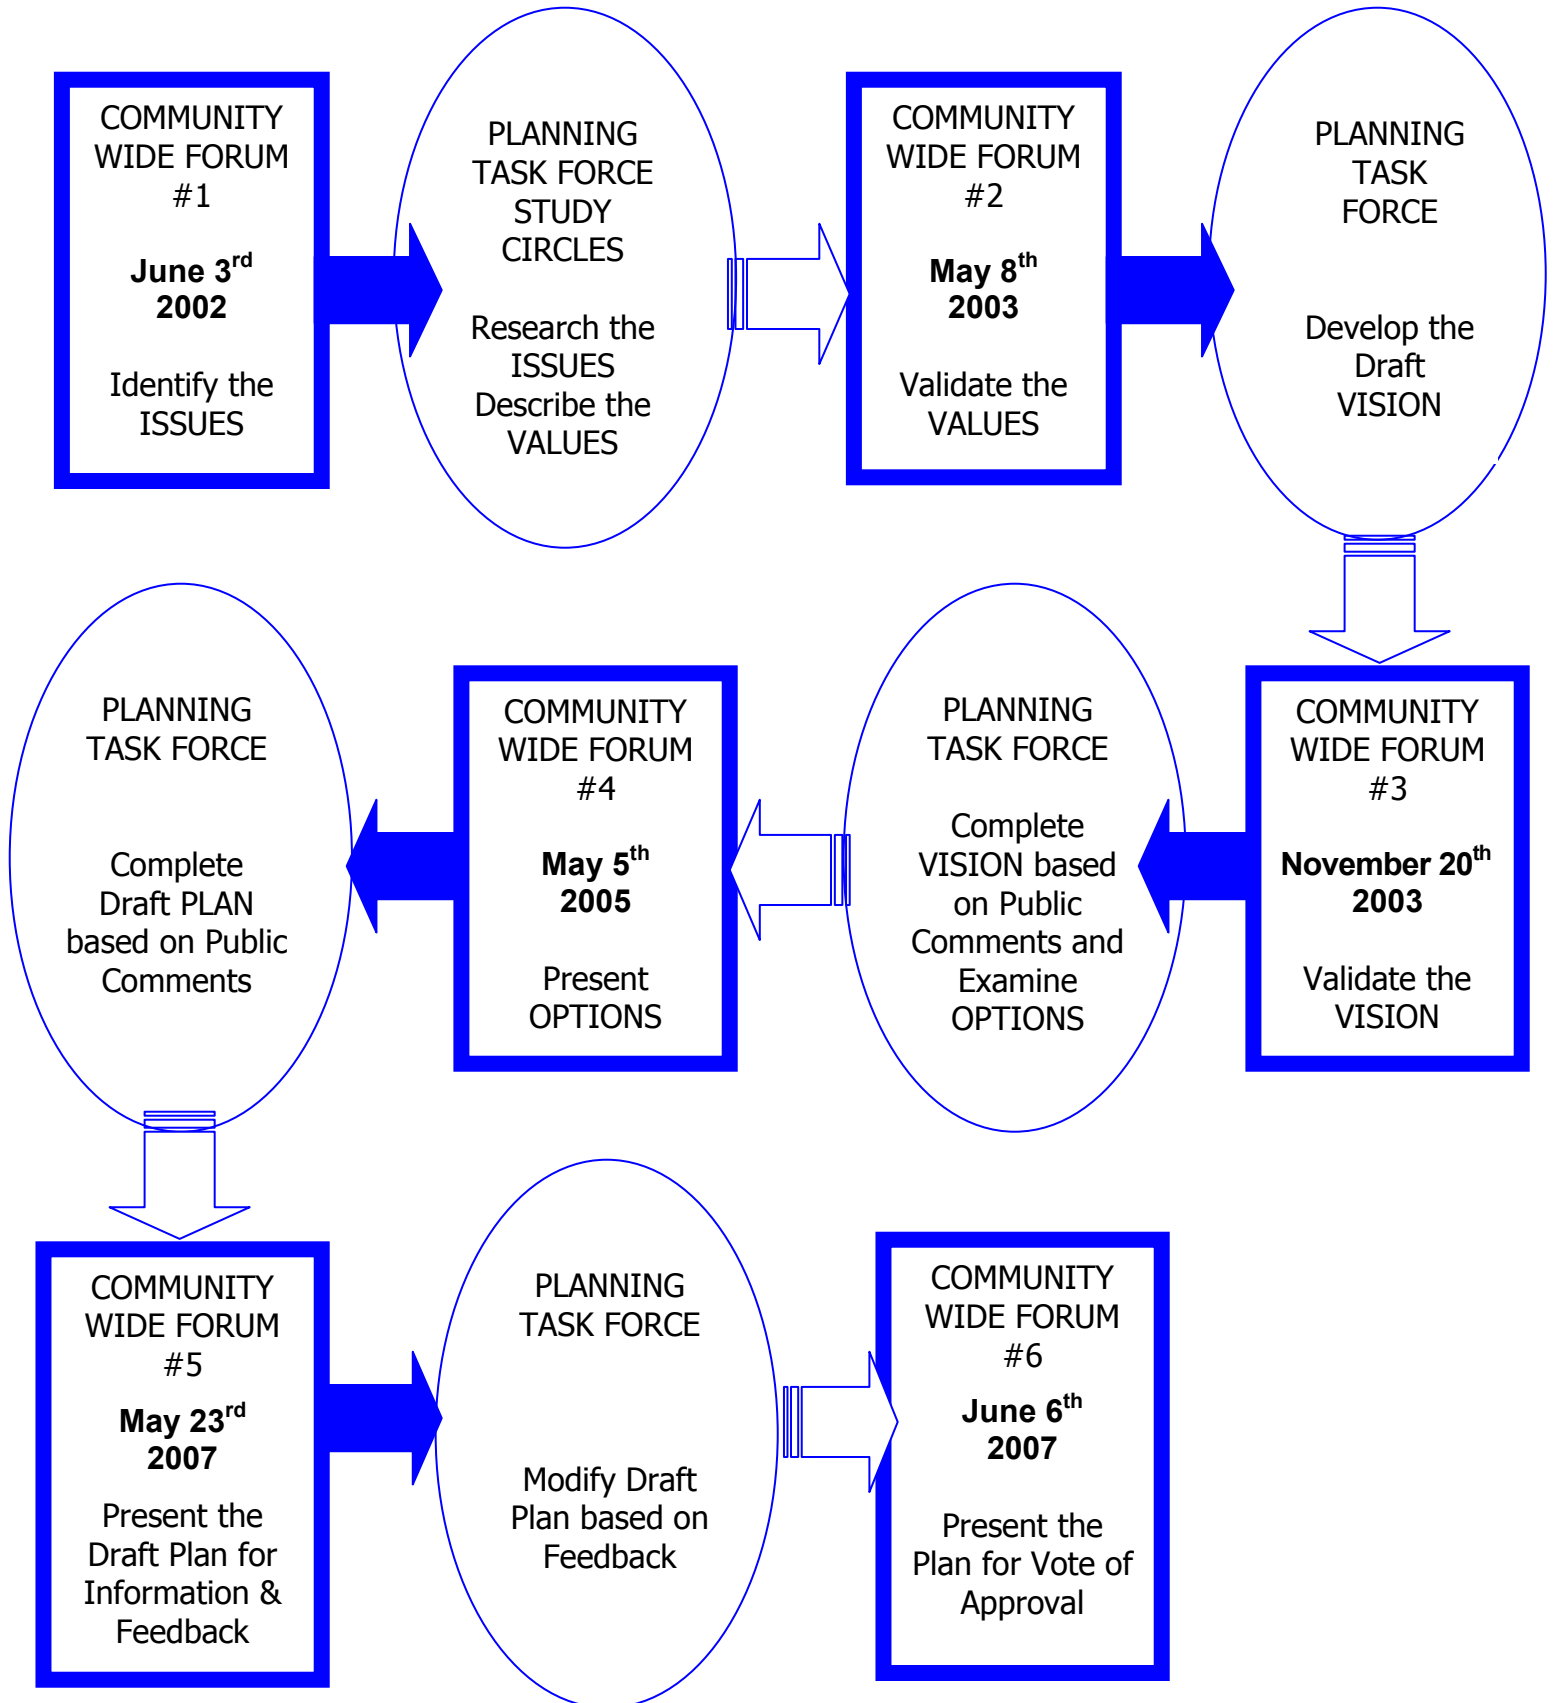 COMMUNITY
WIDE FORUM
#1
June 3rd
2002
Identify the
ISSUES
PLANNING
TASK FORCE
STUDY
CIRCLES
Research the
ISSUES
Describe the
VALUES
COMMUNITY
WIDE FORUM
#2
May 8th
2003
Validate the
VALUES
PLANNING
TASK
FORCE
Develop the
Draft
VISION
COMMUNITY
WIDE FORUM
#3
November 20th
2003
Validate the
VISION
PLANNING
TASK FORCE
Complete
VISION based
on Public
Comments and
Examine
OPTIONS
COMMUNITY
WIDE FORUM
#4
May 5th
2005
Present
OPTIONS
PLANNING
TASK FORCE
Complete
Draft PLAN
based on Public
Comments
COMMUNITY
WIDE FORUM
#5
May 23rd
2007
Present the
Draft Plan for
Information &
Feedback
PLANNING
TASK FORCE
Modify Draft
Plan based on
Feedback
COMMUNITY
WIDE FORUM
#6
June 6th
2007
Present the
Plan for Vote of
Approval